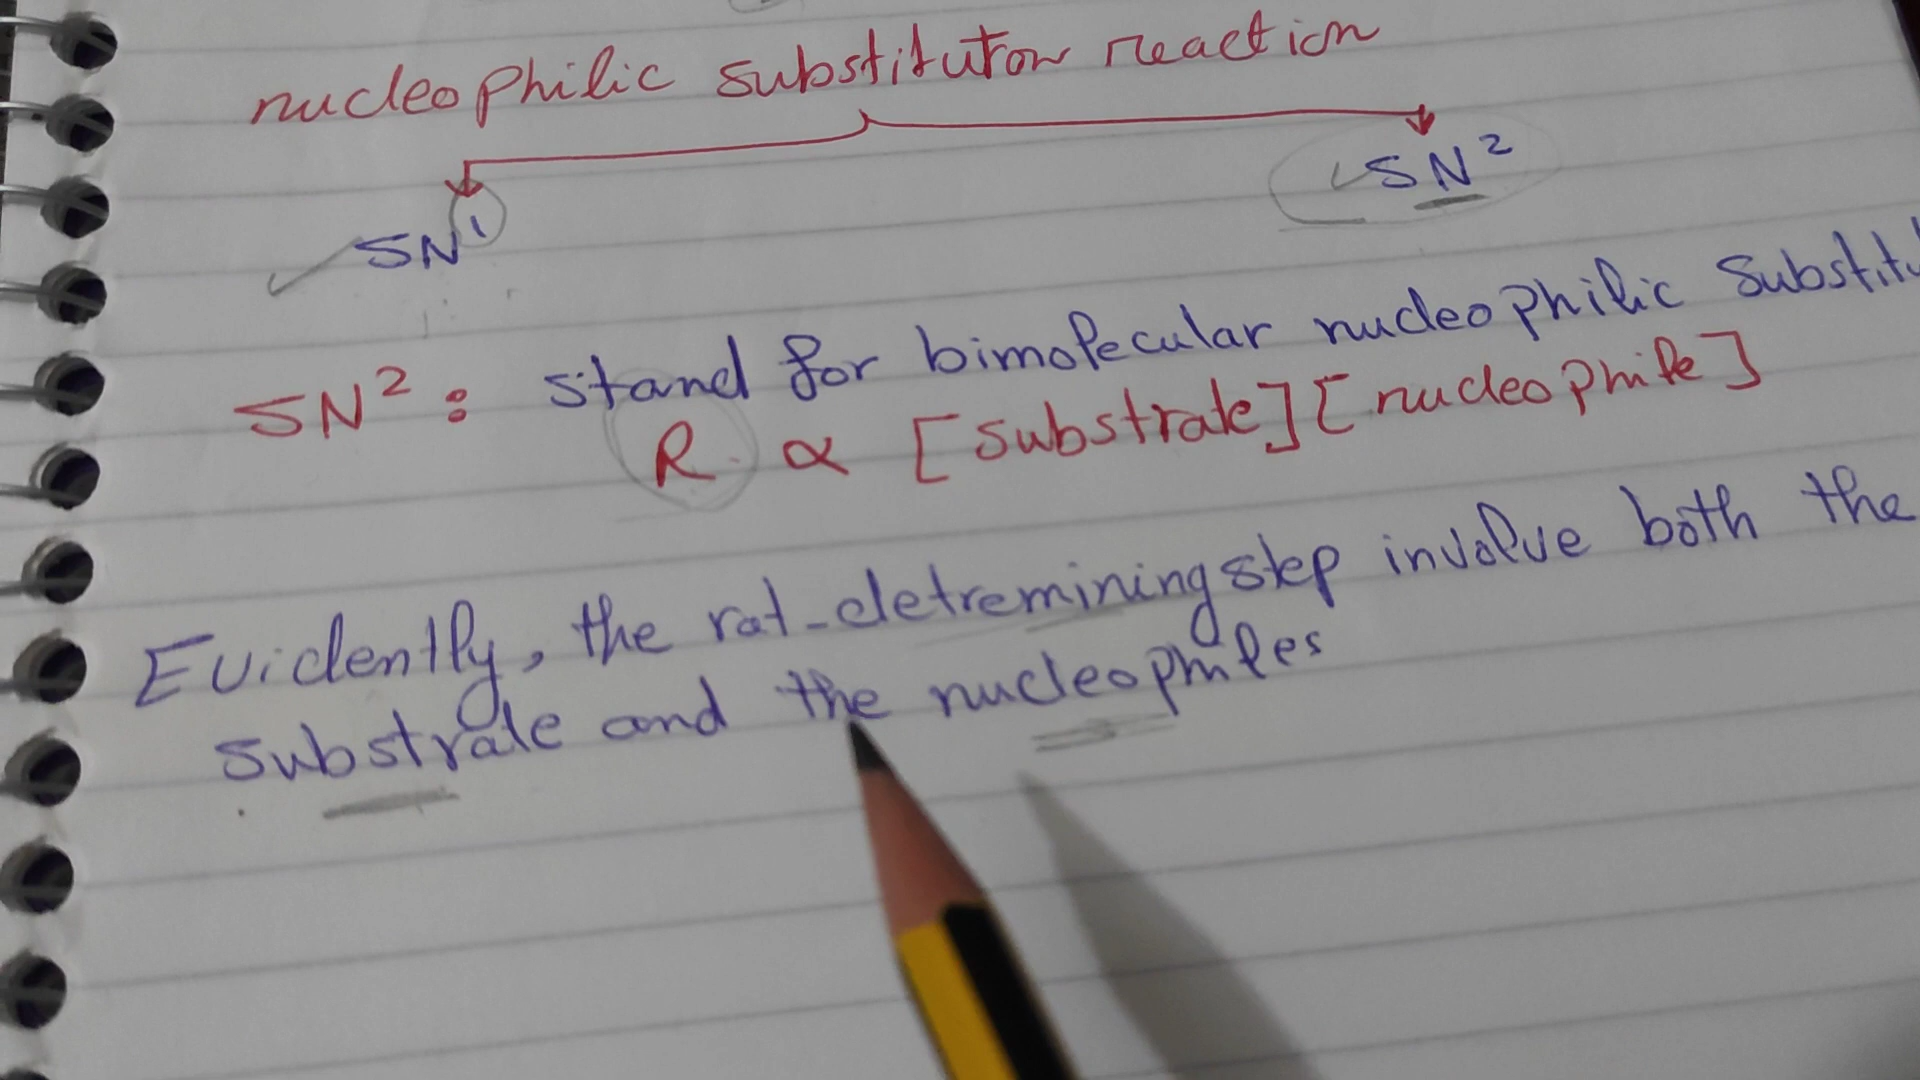 nucleophilic substitution reaction
SN¹
SN²
SN² : stand for bimolecular nucleophilic substitu
R ∝ [substrate][nucleophile]
Evidently, the rat-detremining step involve both the
substrate and the nucleophiles